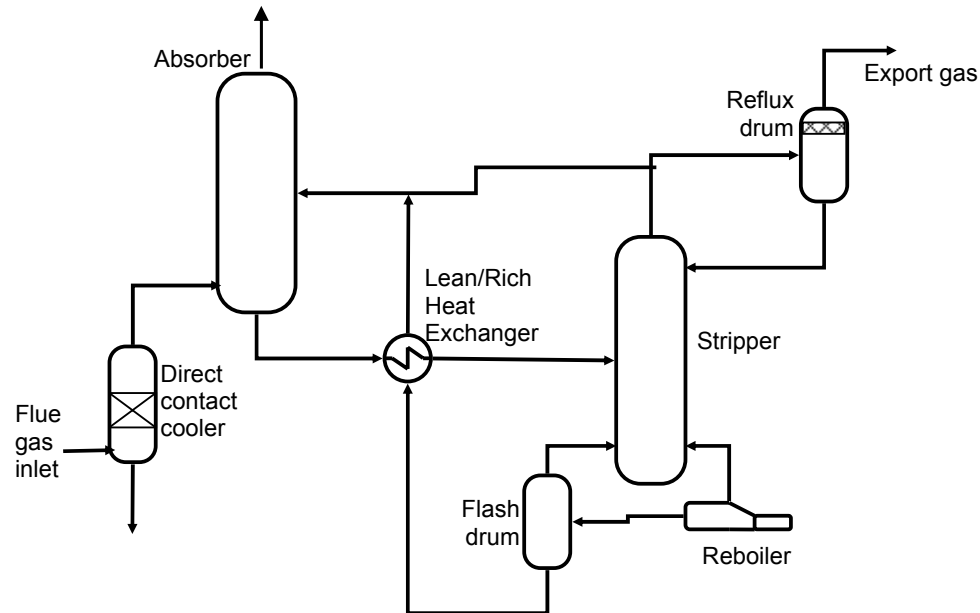 Absorber
Export gas
Reflux
drum
Lean/Rich
Heat
Exchanger
Stripper
Direct
contact
cooler
Flue
gas
inlet
Flash
drum
Reboiler